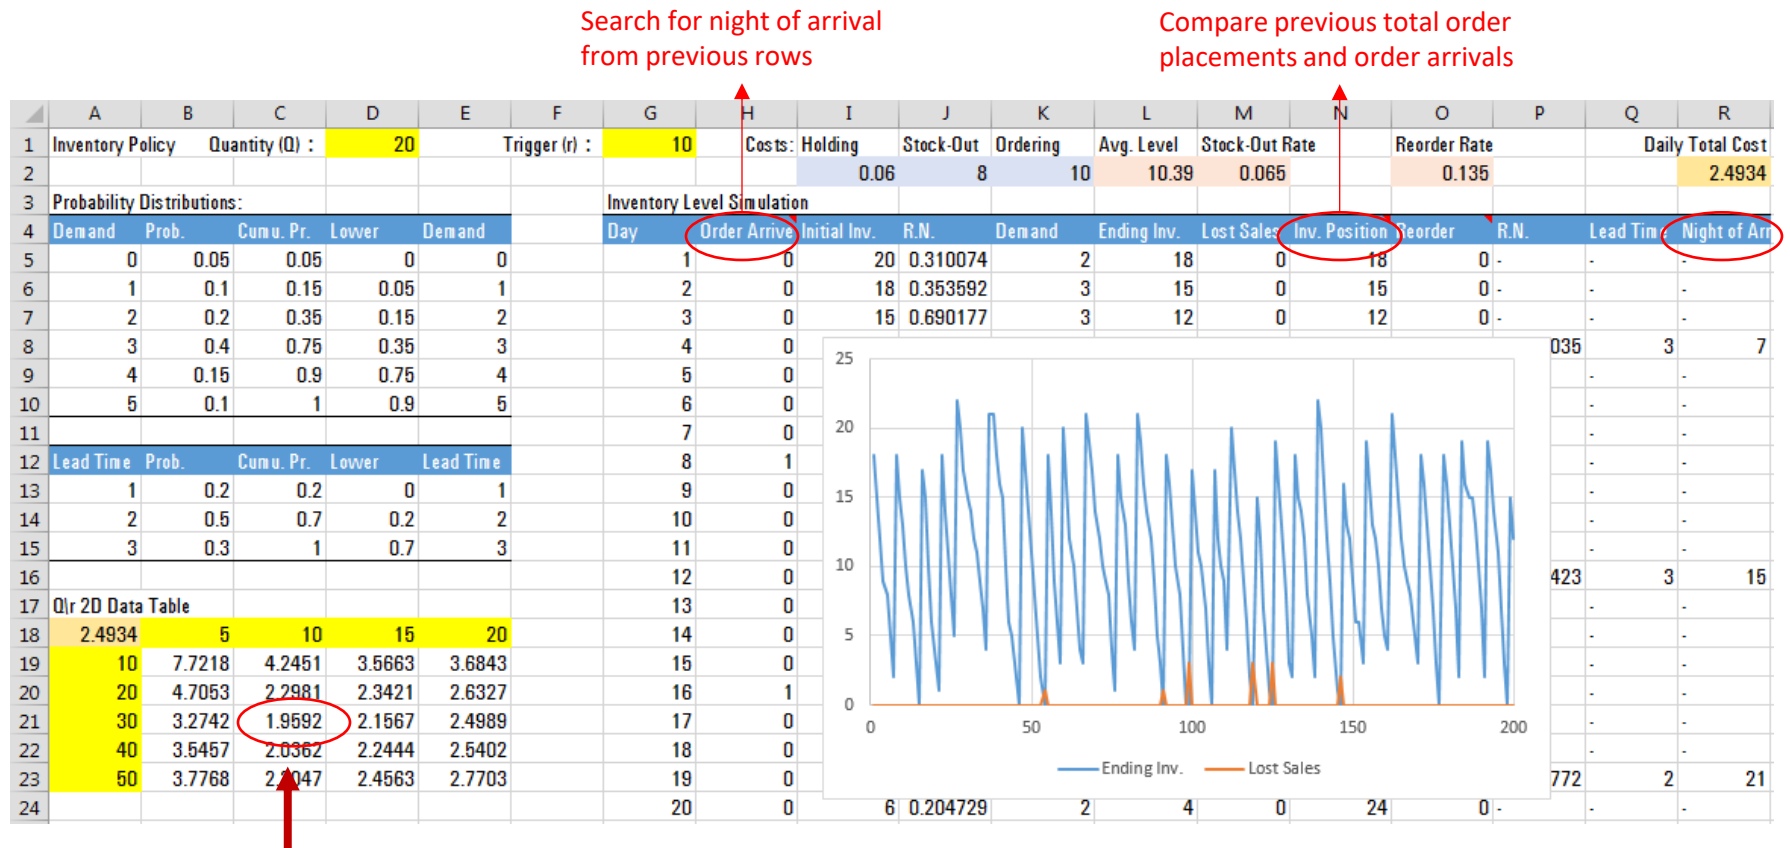 Search for night of arrival
from previous rows
Compare previous total order
placements and order arrivals
A B C D E F G H I J K L M N O P Q R
1 Inventory Policy Quantity (Q) : 20 Trigger (r) : 10 Costs: Holding Stock-Out Ordering Avg. Level Stock-Out Rate Reorder Rate Daily Total Cost
2 0.06 8 10 10.39 0.065 0.135 2.4934
3 Probability Distributions: Inventory Level Simulation
4 Demand Prob. Cumu. Pr. Lower Demand Day Order Arrive Initial Inv. R.N. Demand Ending Inv. Lost Sales Inv. Position Reorder R.N. Lead Time Night of Arr
5 0 0.05 0.05 0 0 1 0 20 0.310074 2 18 0 18 0 - - -
6 1 0.1 0.15 0.05 1 2 0 18 0.353592 3 15 0 15 0 - - -
7 2 0.2 0.35 0.15 2 3 0 15 0.690177 3 12 0 12 0 - - -
8 3 0.4 0.75 0.35 3 4 0 035 3 7
9 4 0.15 0.9 0.75 4 5 0 - -
10 5 0.1 1 0.9 5 6 0 - -
11 7 0 - -
12 Lead Time Prob. Cumu. Pr. Lower Lead Time 8 1 - -
13 1 0.2 0.2 0 1 9 0 - -
14 2 0.5 0.7 0.2 2 10 0 - -
15 3 0.3 1 0.7 3 11 0 - -
16 12 0 423 3 15
17 Q\r 2D Data Table 13 0 - -
18 2.4934 5 10 15 20 14 0 - -
19 10 7.7218 4.2451 3.5663 3.6843 15 0 - -
20 20 4.7053 2.2981 2.3421 2.6327 16 1 - -
21 30 3.2742 1.9592 2.1567 2.4989 17 0 - -
22 40 3.5457 2.0362 2.2444 2.5402 18 0 - -
23 50 3.7768 2.2047 2.4563 2.7703 19 0 772 2 21
24 20 0 6 0.204729 2 4 0 24 0 - - -
25
20
15
10
5
0
0 50 100 150 200
Ending Inv. Lost Sales